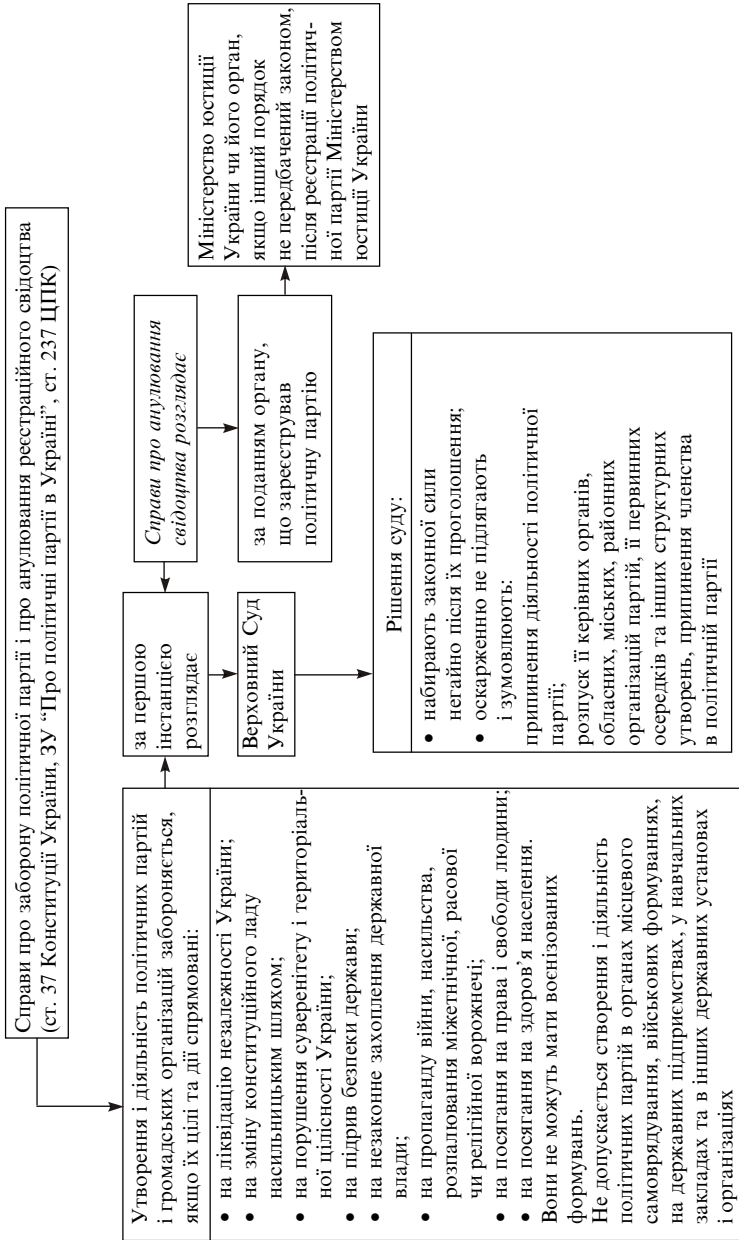 Справи про заборону політичної партії і про анулювання реєстраційного свідоцтва
(ст. 37 Конституції України, ЗУ “Про політичні партії в Україні”, ст. 237 ЦПК)
Утворення і діяльність політичних партій
і громадських організацій забороняється,
якщо їх цілі та дії спрямовані:
• на ліквідацію незалежності України;
• на зміну конституційного ладу
насильницьким шляхом;
• на порушення суверенітету і територіаль-
ної цілісності України;
• на підрив безпеки держави;
• на незаконне захоплення державної
влади;
• на пропаганду війни, насильства,
розпалювання міжетнічної, расової
чи релігійної ворожнечі;
• на посягання на права і свободи людини;
• на посягання на здоров’я населення.
Вони не можуть мати воєнізованих
формувань.
Не допускається створення і діяльність
політичних партій в органах місцевого
самоврядування, військових формуваннях,
на державних підприємствах, у навчальних
закладах та в інших державних установах
і організаціях
за першою
інстанцією
розглядає
Верховний Суд
України
Справи про анулювання
свідоцтва розглядає
за поданням органу,
що зареєстрував
політичну партію
Міністерство юстиції
України чи його орган,
якщо інший порядок
не передбачений законом,
після реєстрації політич-
ної партії Міністерством
юстиції України
Рішення суду:
• набирають законної сили
негайно після їх проголошення;
• оскарженню не підлягають
і зумовлюють:
припинення діяльності політичної
партії;
розпуск її керівних органів,
обласних, міських, районних
організацій партій, її первинних
осередків та інших структурних
утворень, припинення членства
в політичній партії